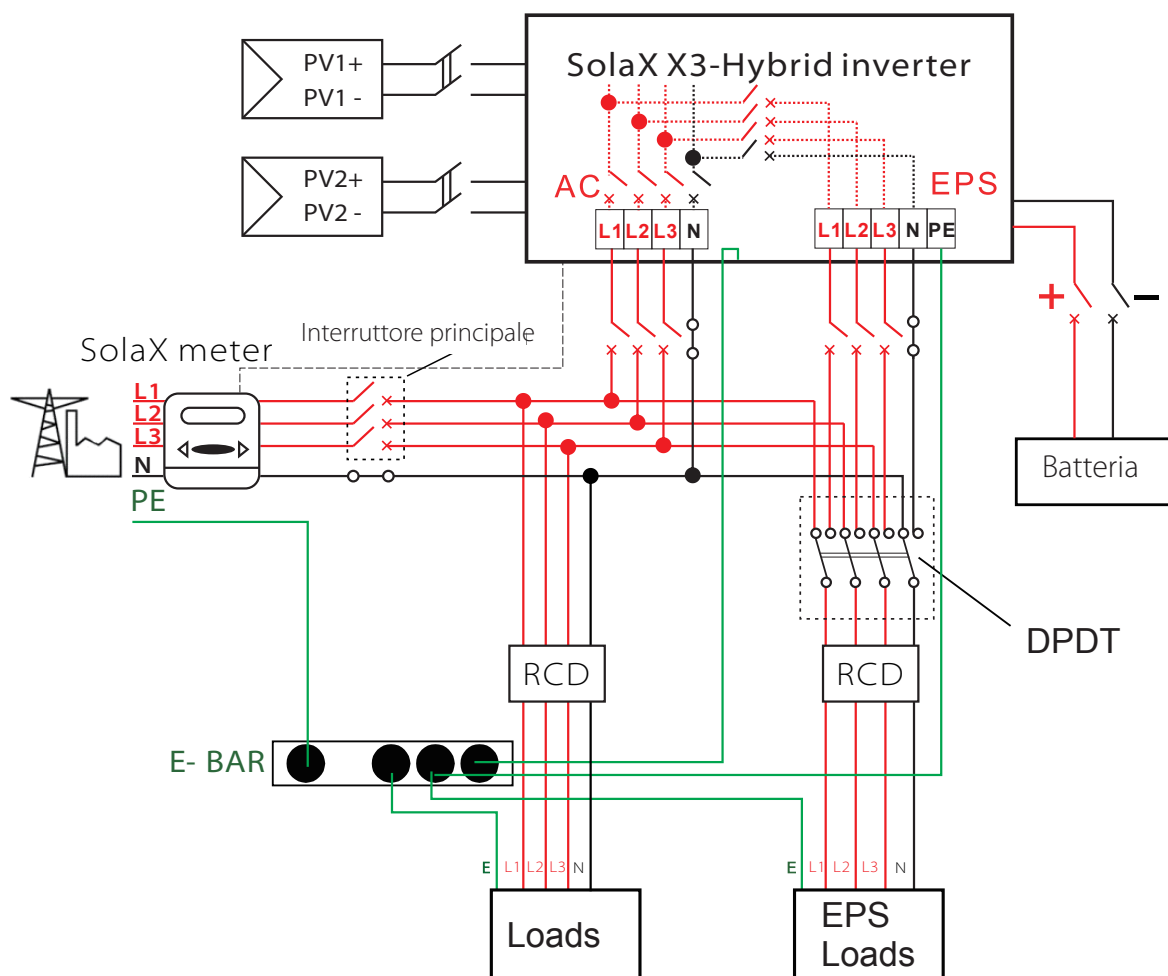 PV1+
PV1 -
PV2+
PV2 -
SolaX X3-Hybrid inverter
AC
EPS
L1 L2 L3 N
L1 L2 L3 N PE
+
−
Interruttore principale
SolaX meter
L1
L2
L3
N
PE
Batteria
DPDT
RCD
RCD
E- BAR
E L1 L2 L3 N
E L1 L2 L3 N
Loads
EPS
Loads